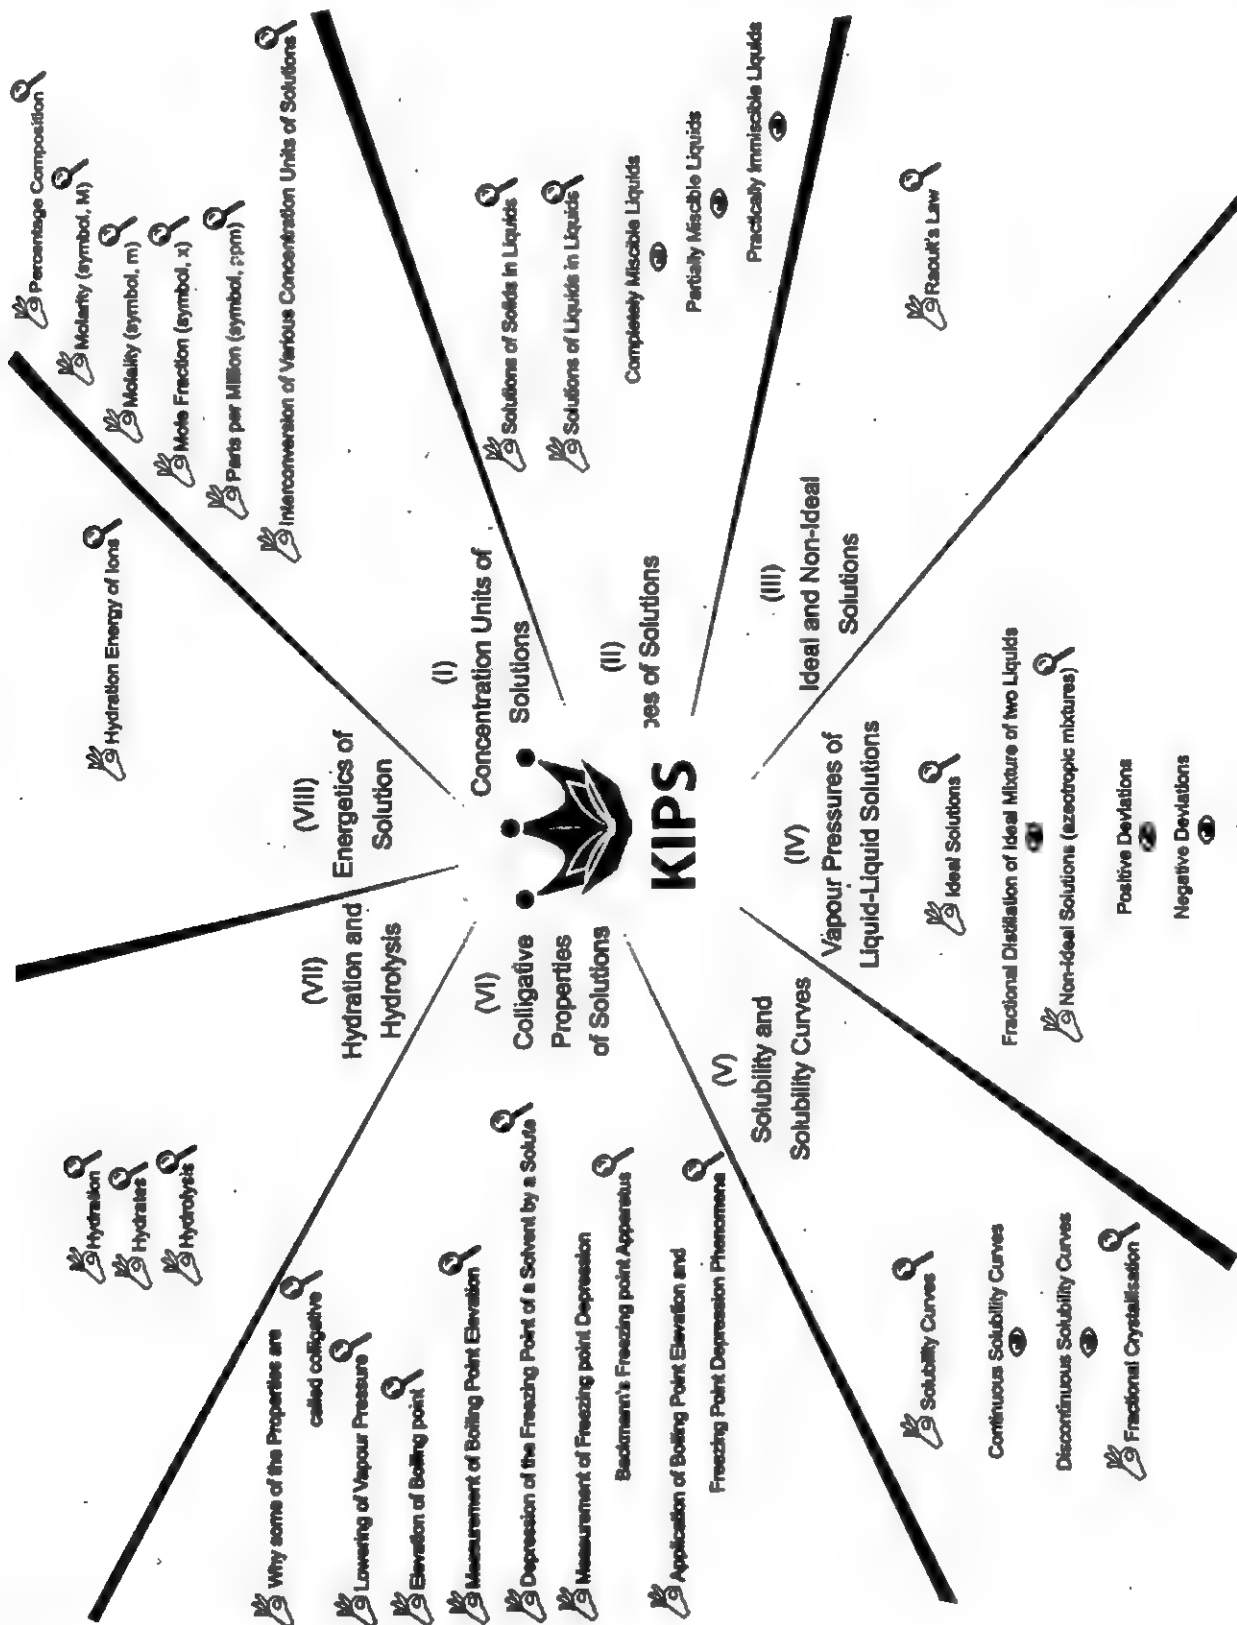 (I)
Concentration Units of
Solutions
Percentage Composition
Molarity (symbol, M)
Molality (symbol, m)
Mole Fraction (symbol, x)
Parts per Million (symbol, ppm)
Interconversion of Various Concentration Units of Solutions
(II)
pes of Solutions
Solutions of Solids in Liquids
Solutions of Liquids in Liquids
Completely Miscible Liquids
Partially Miscible Liquids
Practically Immiscible Liquids
(III)
Ideal and Non-Ideal
Solutions
Raoult's Law
(IV)
Vapour Pressures of
Liquid-Liquid Solutions
Ideal Solutions
Fractional Distillation of Ideal Mixture of two Liquids
Non-Ideal Solutions (azeotropic mixtures)
Positive Deviations
Negative Deviations
(V)
Solubility and
Solubility Curves
Solubility Curves
Continuous Solubility Curves
Discontinuous Solubility Curves
Fractional Crystallisation
(VI)
Colligative
Properties
of Solutions
Why some of the Properties are
called colligative
Lowering of Vapour Pressure
Elevation of Boiling point
Measurement of Boiling Point Elevation
Depression of the Freezing Point of a Solvent by a Solute
Measurement of Freezing point Depression
Beckmann's Freezing point Apparatus
Application of Boiling Point Elevation and
Freezing Point Depression Phenomena
(VII)
Hydration and
Hydrolysis
Hydration
Hydrates
Hydrolysis
(VIII)
Energetics of
Solution
Hydration Energy of Ions
KIPS